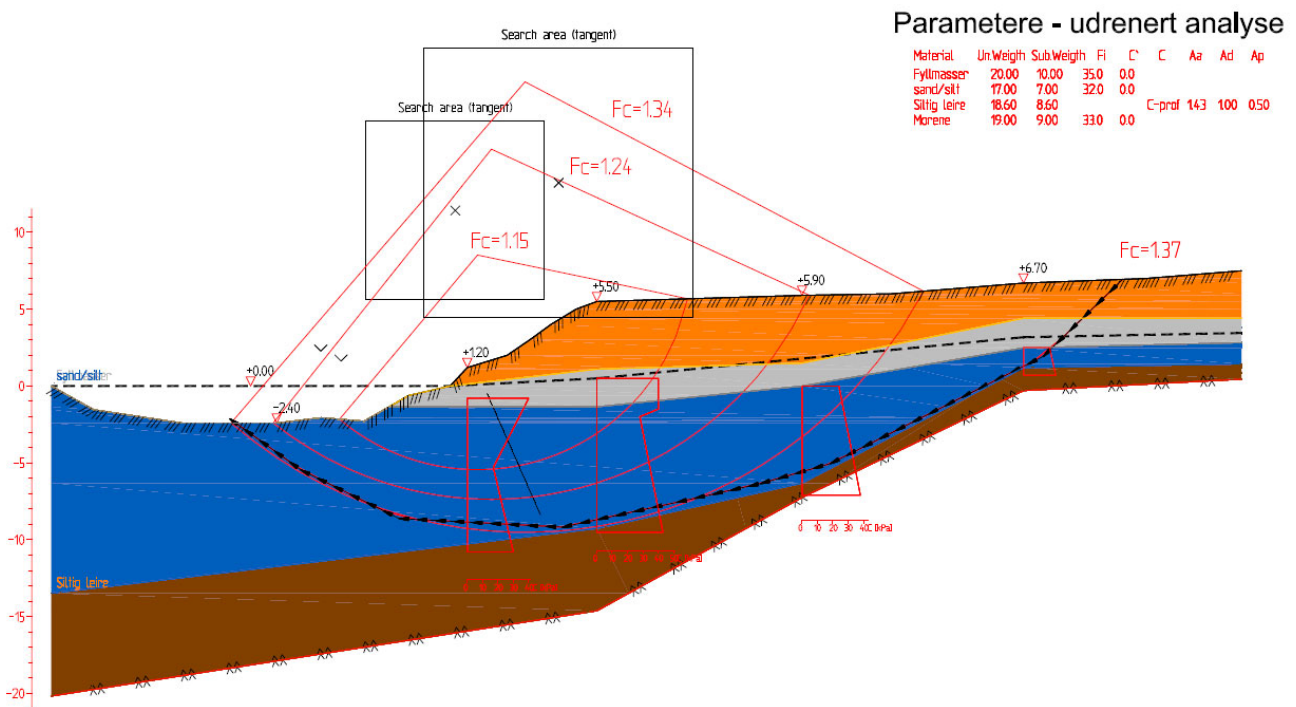 Parametere - udrenert analyse
Material Un.Weigth Sub.Weigth Fi C' C Aa Ad Ap
Fyllmasser 20.00 10.00 35.0 0.0
sand/silt 17.00 7.00 32.0 0.0
Siltig leire 18.60 8.60 C-prof 1.43 1.00 0.50
Morene 19.00 9.00 33.0 0.0
Search area (tangent)
Search area (tangent)
Fc=1.34
Fc=1.24
Fc=1.15
Fc=1.37
10
5
0
-5
-10
-15
-20
+6.70
+5.90
+5.50
+1.20
+0.00
-2.40
sand/silt
Siltig leire
0 10 20 30 40 C [kPa]